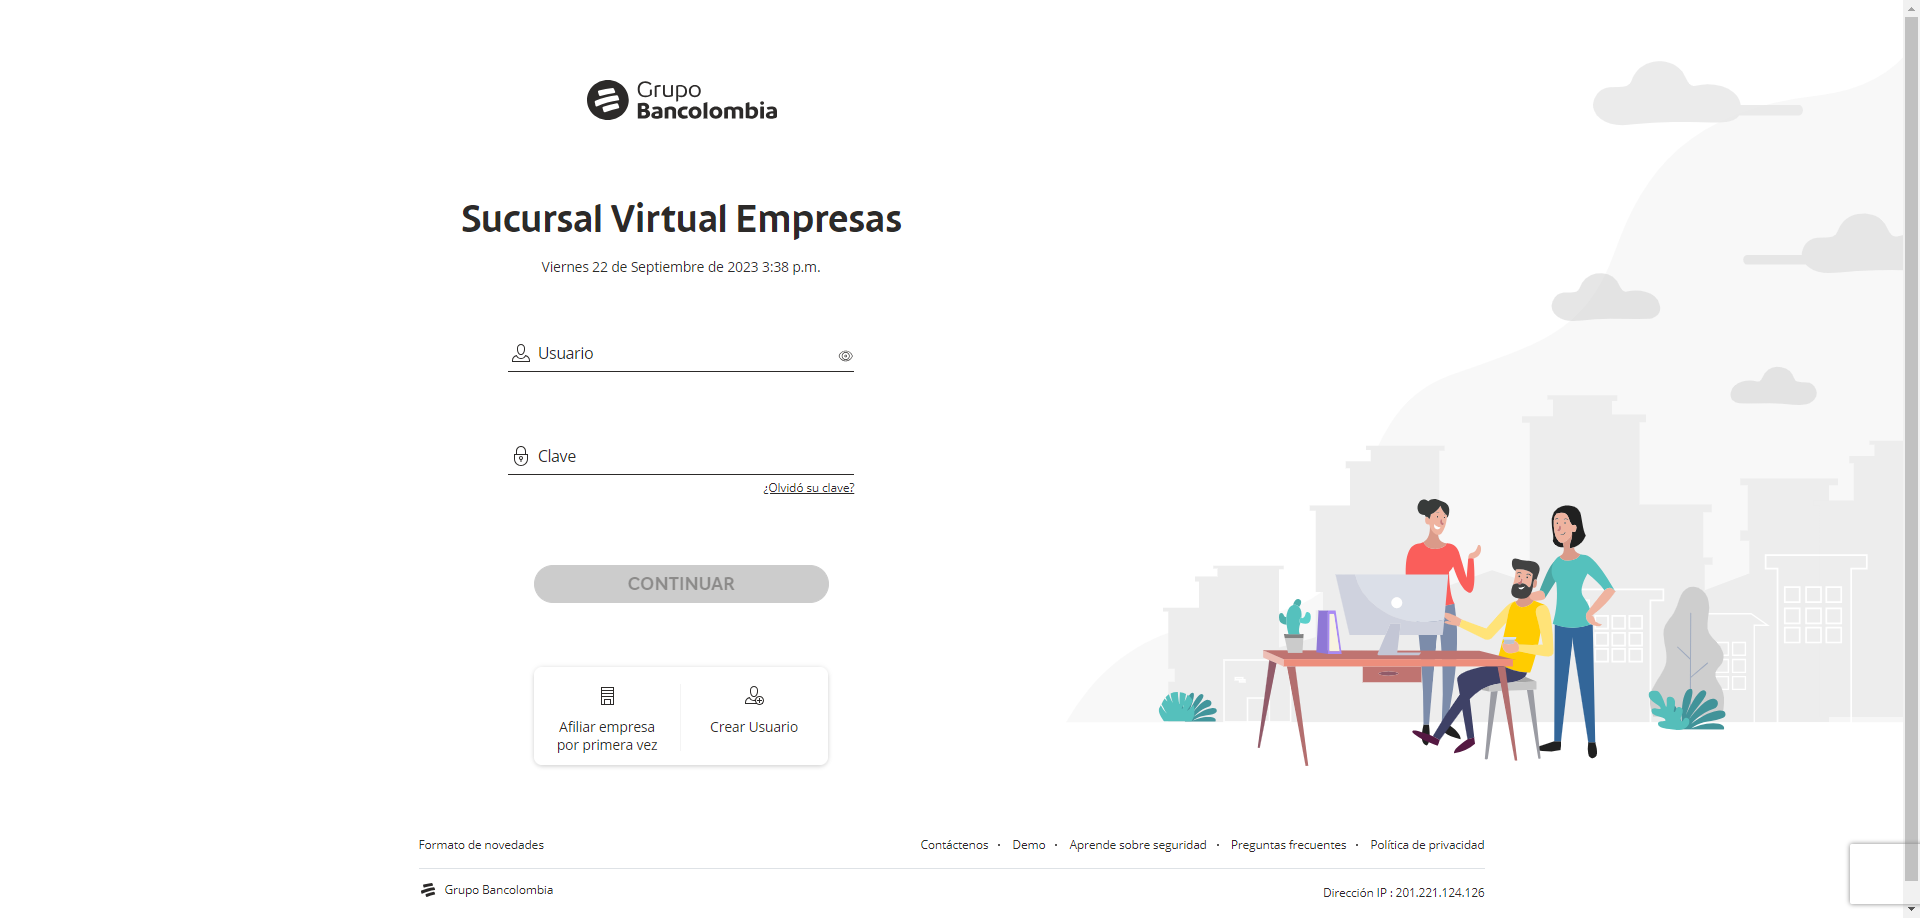 Grupo
Bancolombia
Sucursal Virtual Empresas
Viernes 22 de Septiembre de 2023 3:38 p.m.
Usuario
Clave
¿Olvidó su clave?
CONTINUAR
Afiliar empresa
por primera vez
Crear Usuario
Formato de novedades
Contáctenos · Demo · Aprende sobre seguridad · Preguntas frecuentes · Política de privacidad
Grupo Bancolombia
Dirección IP : 201.221.124.126